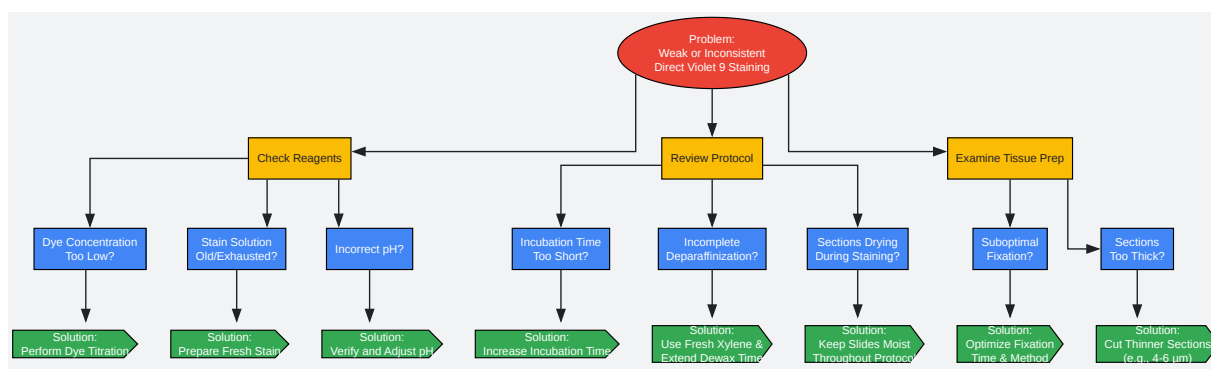 Problem:
Weak or Inconsistent
Direct Violet 9 Staining
Check Reagents
Review Protocol
Examine Tissue Prep
Dye Concentration
Too Low?
Stain Solution
Old/Exhausted?
Incorrect pH?
Incubation Time
Too Short?
Incomplete
Deparaffinization?
Sections Drying
During Staining?
Suboptimal
Fixation?
Sections
Too Thick?
Solution:
Perform Dye Titration
Solution:
Prepare Fresh Stain
Solution:
Verify and Adjust pH
Solution:
Increase Incubation Time
Solution:
Use Fresh Xylene &
Extend Dewax Time
Solution:
Keep Slides Moist
Throughout Protocol
Solution:
Optimize Fixation
Time & Method
Solution:
Cut Thinner Sections
(e.g., 4-6 µm)